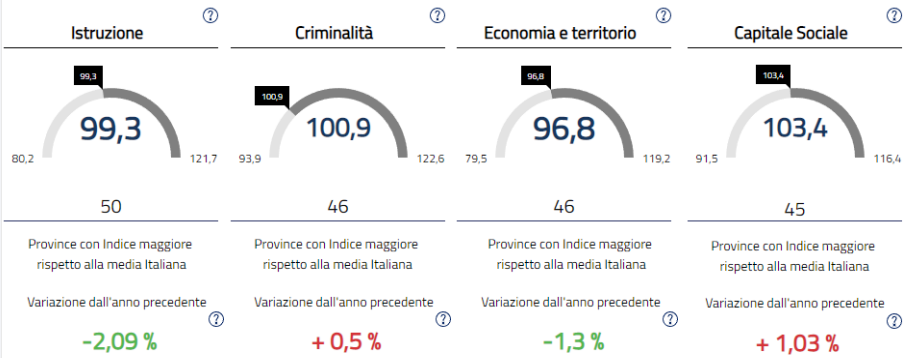 Istruzione
99,3
99,3
80,2 121,7
50
Province con Indice maggiore
rispetto alla media Italiana
Variazione dall'anno precedente
-2,09 %
Criminalità
100,9
100,9
93,9 122,6
46
Province con Indice maggiore
rispetto alla media Italiana
Variazione dall'anno precedente
+ 0,5 %
Economia e territorio
96,8
96,8
79,5 119,2
46
Province con Indice maggiore
rispetto alla media Italiana
Variazione dall'anno precedente
-1,3 %
Capitale Sociale
103,4
103,4
91,5 116,4
45
Province con Indice maggiore
rispetto alla media Italiana
Variazione dall'anno precedente
+ 1,03 %